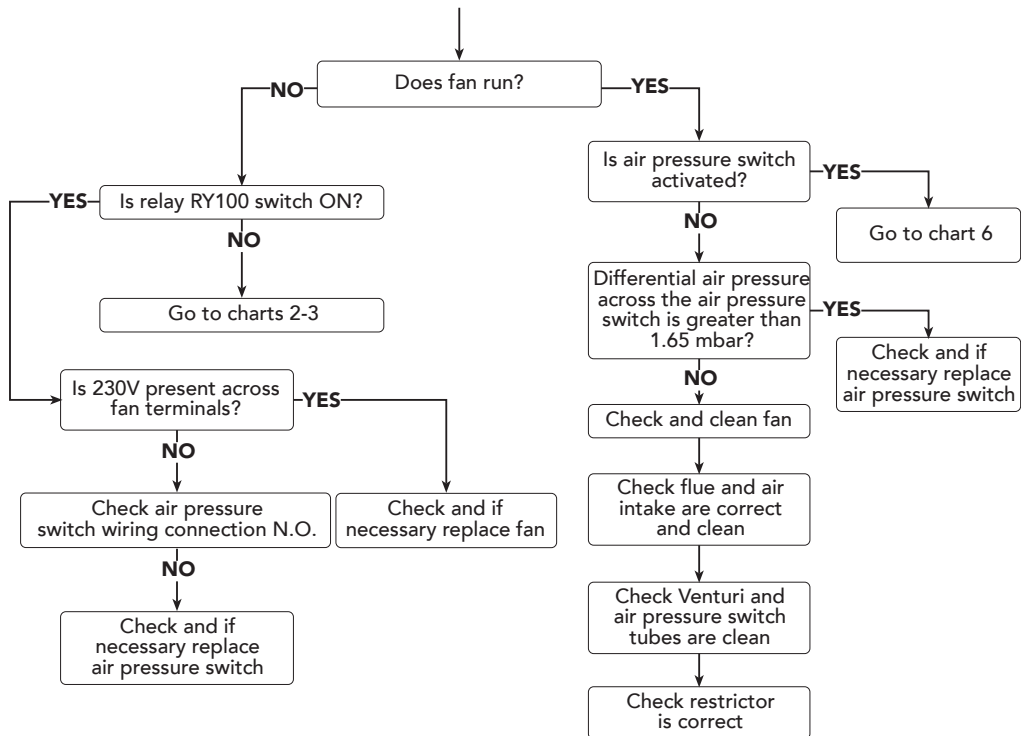 Does fan run?
NO
YES
Is air pressure switch
activated?
YES
Go to chart 6
NO
Differential air pressure
across the air pressure
switch is greater than
1.65 mbar?
YES
Check and if
necessary replace
air pressure switch
NO
Check and clean fan
Check flue and air
intake are correct
and clean
Check Venturi and
air pressure switch
tubes are clean
Check restrictor
is correct
YES
Is relay RY100 switch ON?
NO
Go to charts 2-3
Is 230V present across
fan terminals?
YES
Check and if
necessary replace fan
NO
Check air pressure
switch wiring connection N.O.
NO
Check and if
necessary replace
air pressure switch